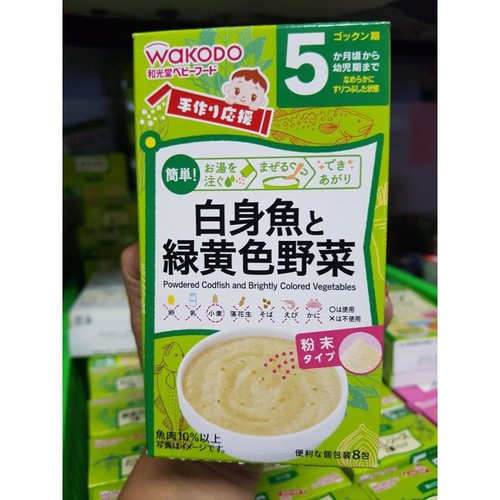 wakodo
和光堂ベビーフード
手作り応援
5
ゴックン期
か月頃から
幼児期まで
なめらかに
すりつぶした状態
簡単!
お湯を
注ぐ
まぜる
でき
あがり
白身魚と
緑黄色野菜
Powdered Codfish and Brightly Colored Vegetables
卵 乳 小麦 落花生 そば えび かに
○は使用
×は不使用
粉末
タイプ
魚肉10%以上
写真はイメージです。
便利な個包装8包